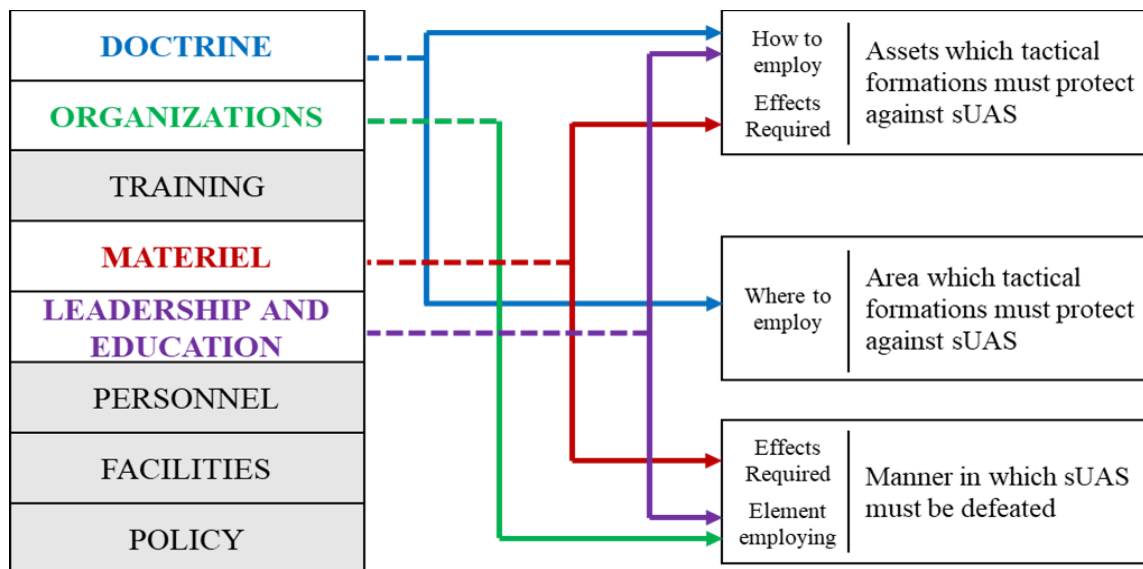 DOCTRINE
ORGANIZATIONS
TRAINING
MATERIEL
LEADERSHIP AND
EDUCATION
PERSONNEL
FACILITIES
POLICY
How to
employ
Effects
Required
Assets which tactical
formations must protect
against sUAS
Where to
employ
Area which tactical
formations must protect
against sUAS
Effects
Required
Element
employing
Manner in which sUAS
must be defeated